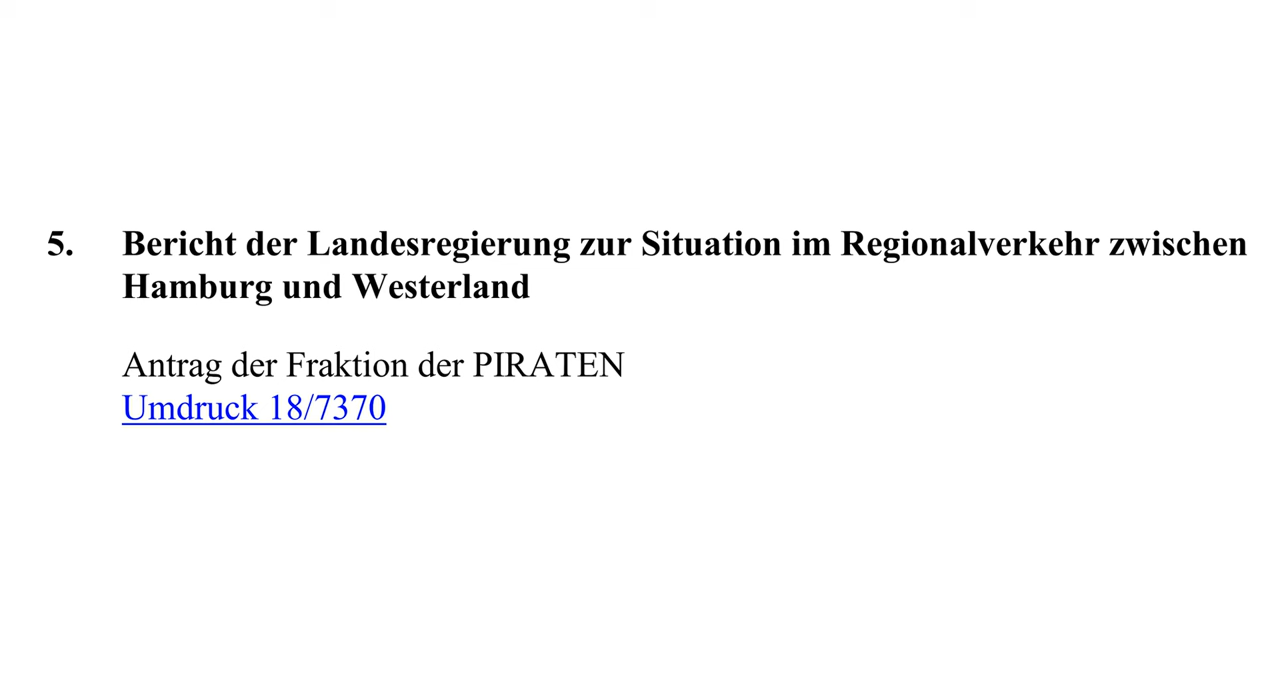 5. Bericht der Landesregierung zur Situation im Regionalverkehr zwischen
Hamburg und Westerland
Antrag der Fraktion der PIRATEN
Umdruck 18/7370